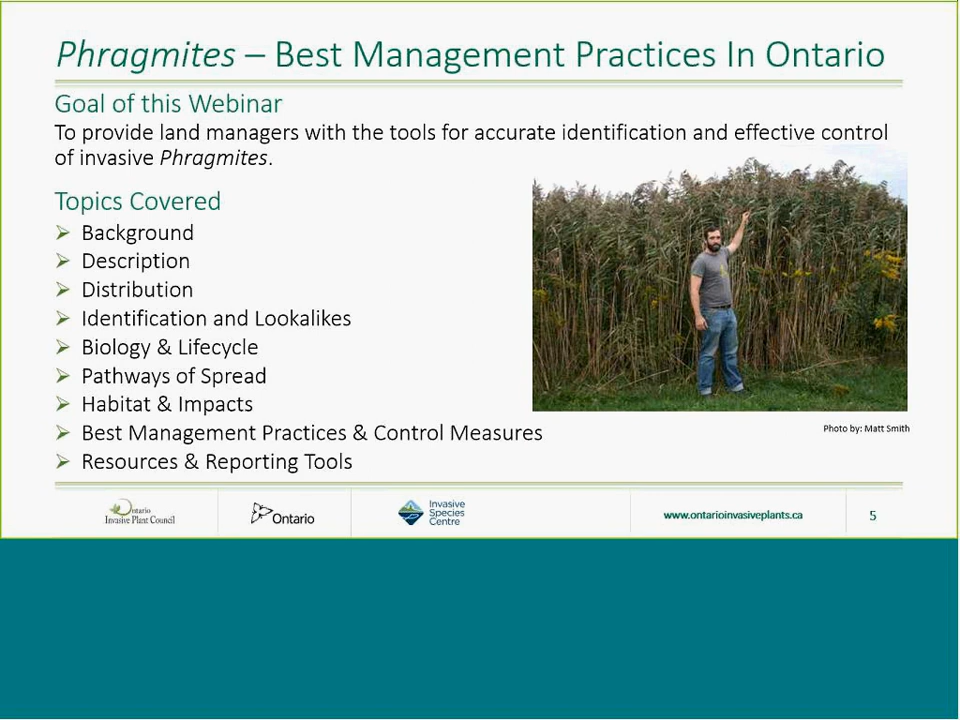 Phragmites – Best Management Practices In Ontario
Goal of this Webinar
To provide land managers with the tools for accurate identification and effective control
of invasive Phragmites.
Topics Covered
Background
Description
Distribution
Identification and Lookalikes
Biology & Lifecycle
Pathways of Spread
Habitat & Impacts
Best Management Practices & Control Measures
Resources & Reporting Tools
Photo by: Matt Smith
Ontario
Invasive Plant Council
Ontario
Invasive
Species
Centre
www.ontarioinvasiveplants.ca
5